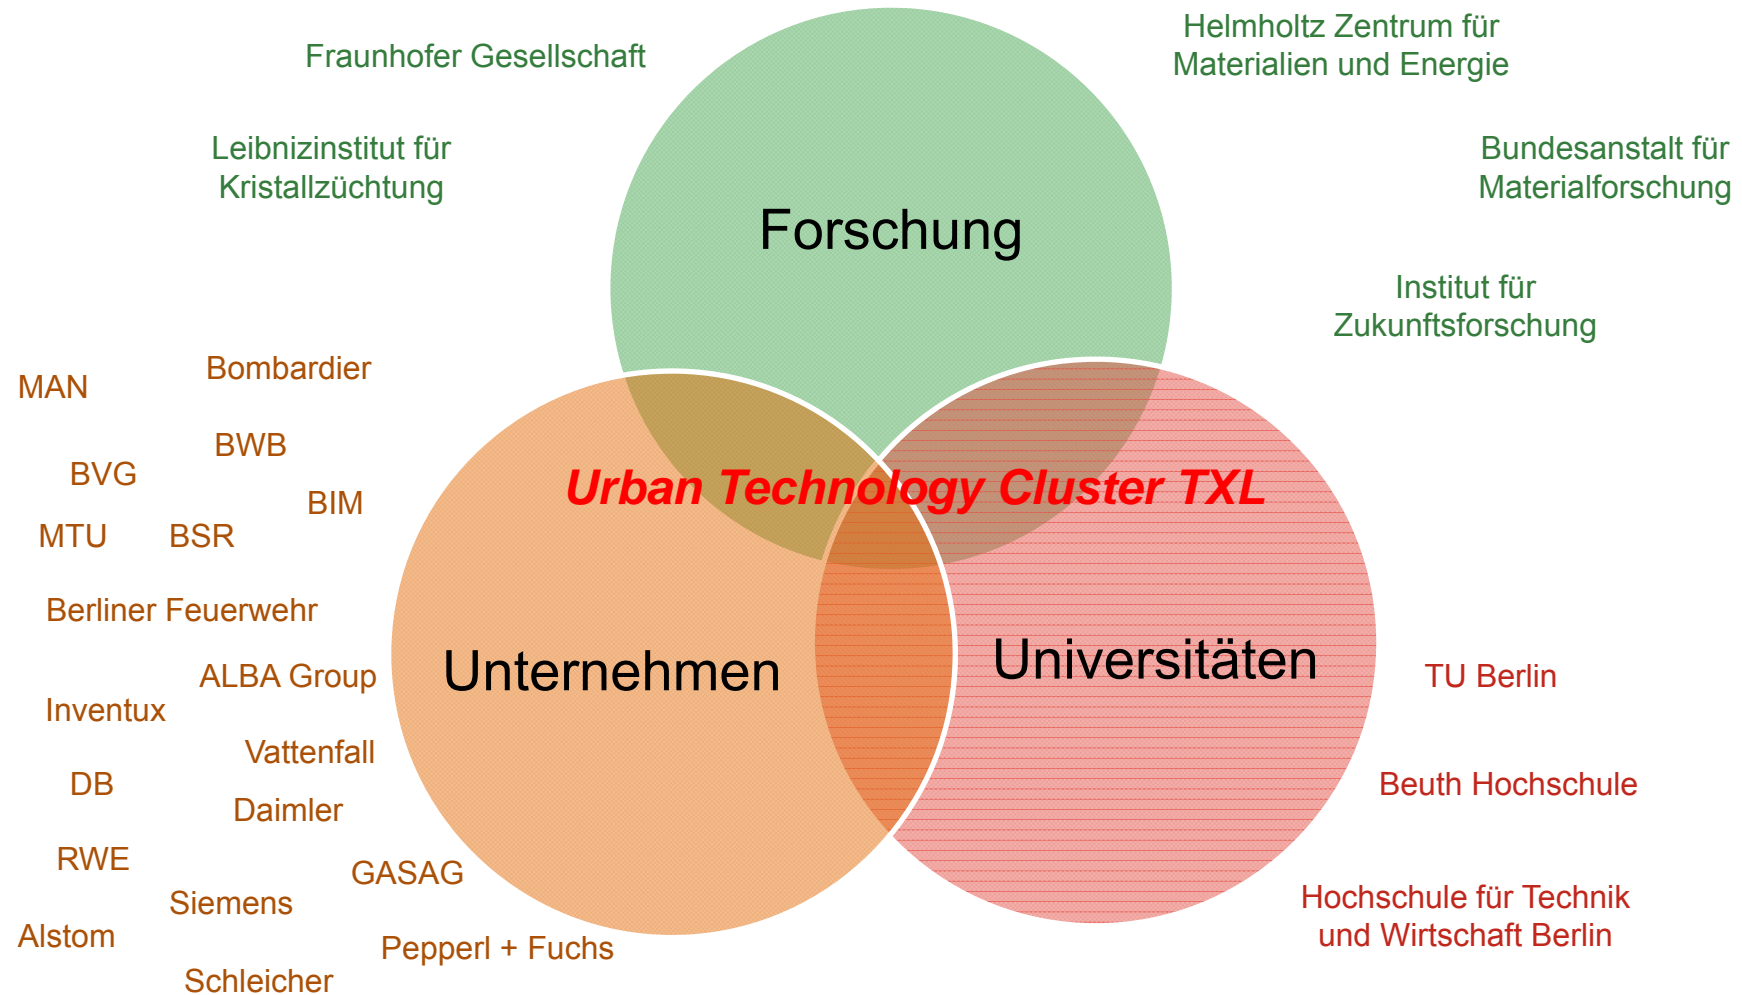 Fraunhofer Gesellschaft
Helmholtz Zentrum für
Materialien und Energie
Leibnizinstitut für
Kristallzüchtung
Bundesanstalt für
Materialforschung
Forschung
Institut für
Zukunftsforschung
MAN
Bombardier
BWB
BVG
BIM
MTU
BSR
Urban Technology Cluster TXL
Berliner Feuerwehr
ALBA Group
Inventux
Vattenfall
DB
Daimler
RWE
GASAG
Siemens
Alstom
Pepperl + Fuchs
Schleicher
Unternehmen
Universitäten
TU Berlin
Beuth Hochschule
Hochschule für Technik
und Wirtschaft Berlin